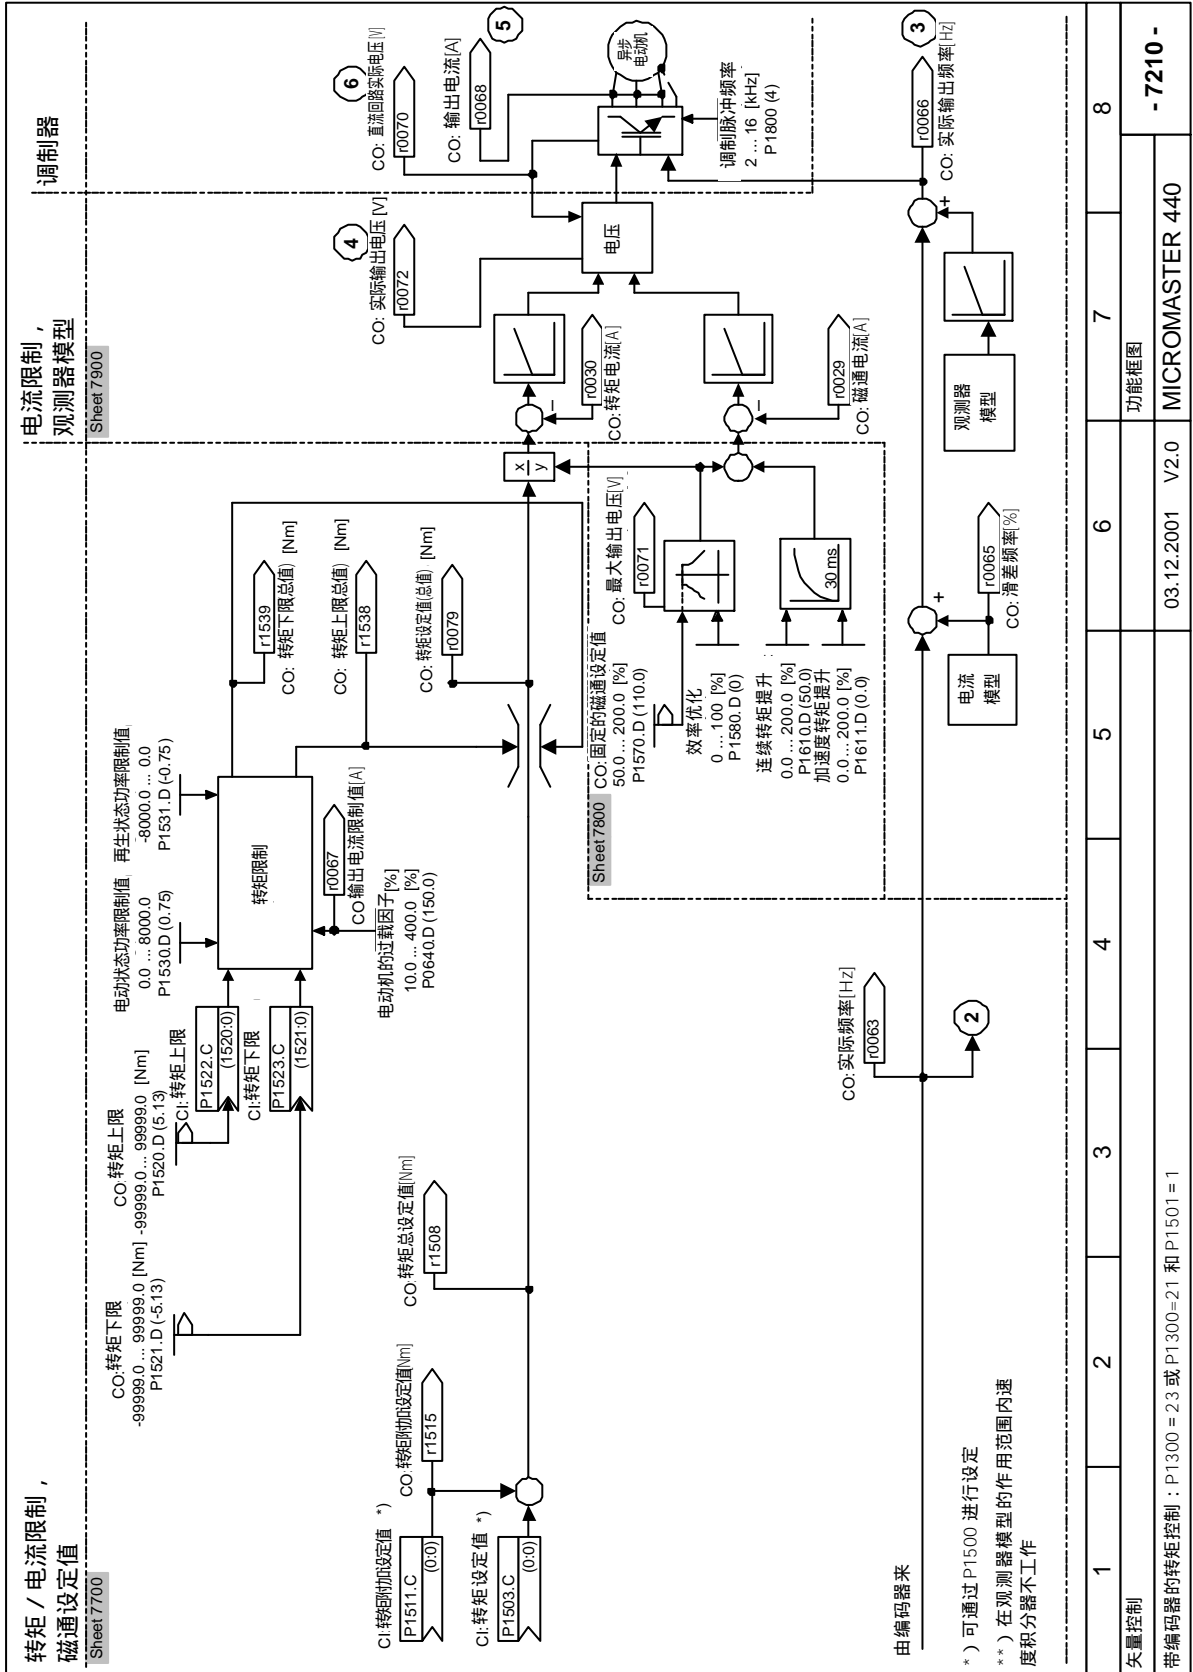 转矩 / 电流限制，
磁通设定值
Sheet 7700
电流限制，
观测器模型
Sheet 7900
调制器
CO:转矩下限
-99999.0 ... 99999.0 [Nm]
P1521.D (-5.13)
CO:转矩上限
-99999.0 ... 99999.0 [Nm]
P1520.D (5.13)
CI:转矩上限
P1522.C
(1520:0)
CI:转矩下限
P1523.C
(1521:0)
电动状态功率限制值
0.0 ... 8000.0
P1530.D (0.75)
再生状态功率限制值
-8000.0 ... 0.0
P1531.D (-0.75)
转矩限制
r0067
CO输出电流限制值[A]
电动机的过载因子[%]
10.0 ... 400.0 [%]
P0640.D (150.0)
r1539
CO: 转矩下限总值) [Nm]
r1538
CO: 转矩上限总值) [Nm]
r0079
CO: 转矩设定值(总值) [Nm]
CI:转矩附加设定值 *)
P1511.C
(0:0)
CO:转矩附加设定值[Nm]
r1515
CI:转矩设定值 *)
P1503.C
(0:0)
CO:转矩总设定值[Nm]
r1508
x
y
Sheet 7800
CO:固定的磁通设定值
50.0 ... 200.0 [%]
P1570.D (110.0)
效率优化
0 ... 100 [%]
P1580.D (0)
连续转矩提升
0.0 ... 200.0 [%]
P1610.D (50.0)
加速度转矩提升
0.0 ... 200.0 [%]
P1611.D (0.0)
CO: 最大输出电压[V]
r0071
30 ms
r0030
CO:转矩电流[A]
r0029
CO: 磁通电流[A]
4
CO: 实际输出电压 [V]
r0072
电压
6
CO: 直流回路实际电压[V]
r0070
5
CO: 输出电流[A]
r0068
异步
电动机
调制脉冲频率
2 ... 16 [kHz]
P1800 (4)
3
r0066
CO: 实际输出频率[Hz]
由编码器来
CO:实际频率[Hz]
r0063
2
电流
模型
r0065
CO: 滑差频率[%]
+
观测器
模型
+
*）可通过 P1500 进行设定
**）在观测器模型的作用范围内速
度积分器不工作
1 2 3 4 5 6 7 8
矢量控制
功能框图
- 7210 -
带编码器的转矩控制：P1300 = 23 或 P1300=21 和 P1501 = 1
03.12.2001 V2.0
MICROMASTER 440